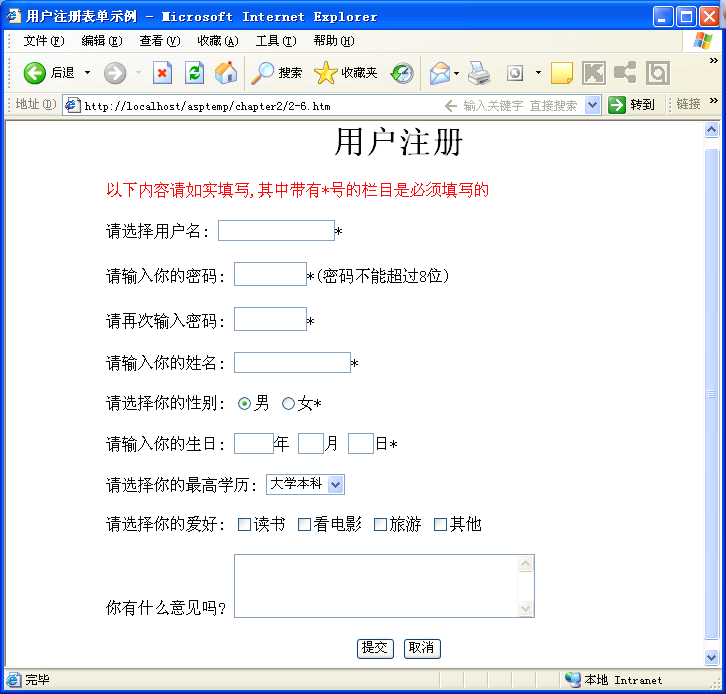 用户注册表单示例 - Microsoft Internet Explorer
文件(F) 编辑(E) 查看(V) 收藏(A) 工具(T) 帮助(H)
后退 搜索 收藏夹 »
地址(D) http://localhost/asptemp/chapter2/2-6.htm 输入关键字 直接搜索 转到 链接 »
用户注册
以下内容请如实填写,其中带有*号的栏目是必须填写的
请选择用户名: *
请输入你的密码: *(密码不能超过8位)
请再次输入密码: *
请输入你的姓名: *
请选择你的性别: 男 女*
请输入你的生日: 年 月 日*
请选择你的最高学历: 大学本科
请选择你的爱好: 读书 看电影 旅游 其他
你有什么意见吗?
提交 取消
完毕 本地 Intranet